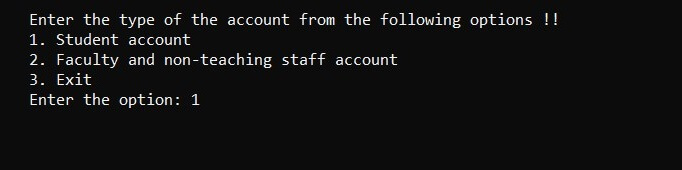 Enter the type of the account from the following options !!
1. Student account
2. Faculty and non-teaching staff account
3. Exit
Enter the option: 1